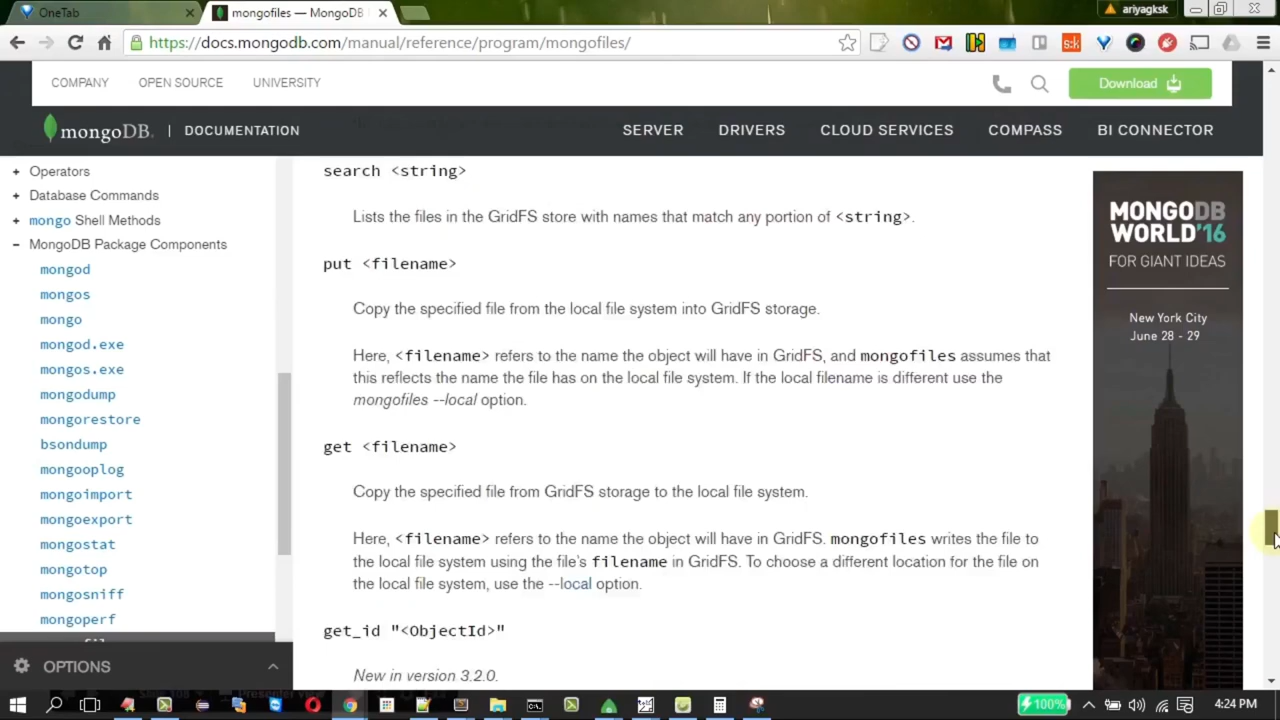 OneTab
mongofiles — MongoDB
ariyagksk
https://docs.mongodb.com/manual/reference/program/mongofiles/
COMPANY OPEN SOURCE UNIVERSITY
Download
mongoDB. | DOCUMENTATION
SERVER DRIVERS CLOUD SERVICES COMPASS BI CONNECTOR
+ Operators
+ Database Commands
+ mongo Shell Methods
− MongoDB Package Components
mongod
mongos
mongo
mongod.exe
mongos.exe
mongodump
mongorestore
bsondump
mongooplog
mongoimport
mongoexport
mongostat
mongotop
mongosniff
mongoperf
OPTIONS
search <string>
Lists the files in the GridFS store with names that match any portion of <string>.
put <filename>
Copy the specified file from the local file system into GridFS storage.
Here, <filename> refers to the name the object will have in GridFS, and mongofiles assumes that
this reflects the name the file has on the local file system. If the local filename is different use the
mongofiles --local option.
get <filename>
Copy the specified file from GridFS storage to the local file system.
Here, <filename> refers to the name the object will have in GridFS. mongofiles writes the file to
the local file system using the file's filename in GridFS. To choose a different location for the file on
the local file system, use the --local option.
get_id "<ObjectId>"
New in version 3.2.0.
MONGODB
WORLD'16
FOR GIANT IDEAS
New York City
June 28 - 29
s:k
100%
4:24 PM